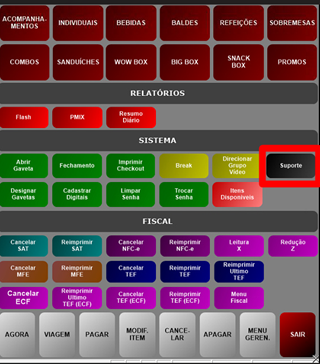 ACOMPANHA-
MENTOS
INDIVIDUAIS
BEBIDAS
BALDES
REFEIÇÕES
SOBREMESAS
COMBOS
SANDUÍCHES
WOW BOX
BIG BOX
SNACK
BOX
PROMOS
RELATÓRIOS
Flash
PMIX
Resumo
Diário
SISTEMA
Abrir
Gaveta
Fechamento
Imprimir
Checkout
Break
Direcionar
Grupo
Vídeo
Suporte
Designar
Gavetas
Cadastrar
Digitais
Limpar
Senha
Trocar
Senha
Itens
Disponíveis
FISCAL
Cancelar
SAT
Reimprimir
SAT
Cancelar
NFC-e
Reimprimir
NFC-e
Leitura
X
Redução
Z
Cancelar
MFE
Reimprimir
MFE
Cancelar
TEF
Reimprimir
TEF
Reimprimir
Ultimo
TEF
Cancelar
ECF
Reimprimir
Ultimo
TEF (ECF)
Cancelar
TEF (ECF)
Reimprimir
TEF (ECF)
Menu
Fiscal
AGORA
VIAGEM
PAGAR
MODIF.
ITEM
CANCE-
LAR
APAGAR
MENU
GEREN.
SAIR